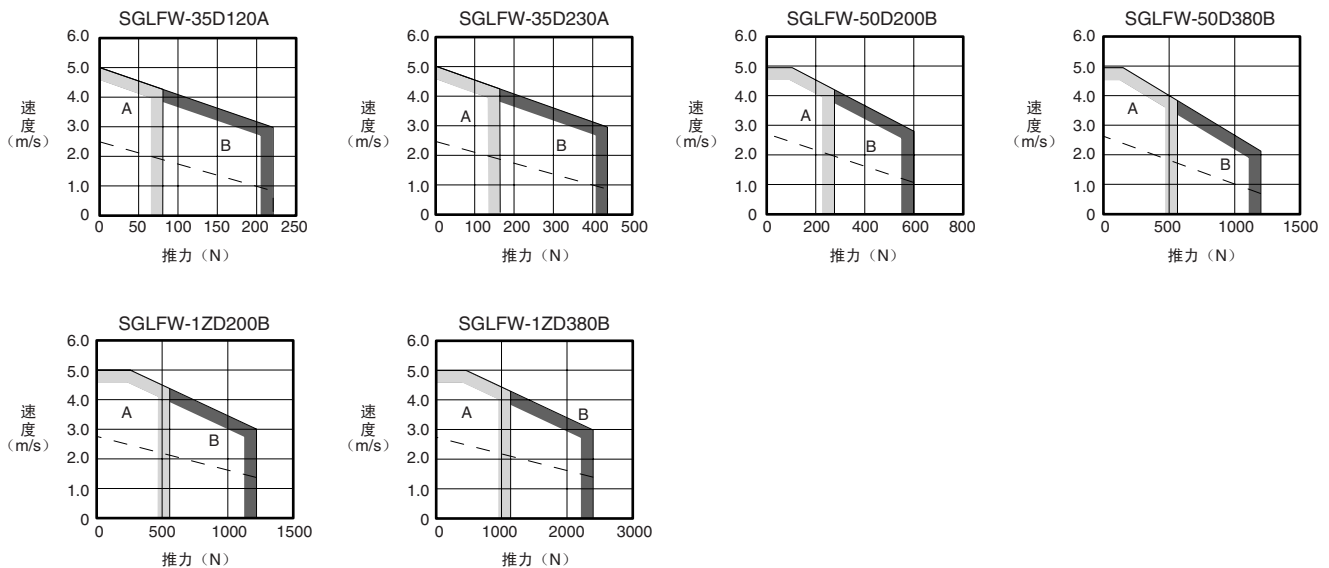 SGLFW-35D120A
6.0
5.0
4.0
3.0
2.0
1.0
0
速
度
（m/s）
A
B
0 50 100 150 200 250
推力（N）
SGLFW-35D230A
6.0
5.0
4.0
3.0
2.0
1.0
0
速
度
（m/s）
A
B
0 100 200 300 400 500
推力（N）
SGLFW-50D200B
6.0
5.0
4.0
3.0
2.0
1.0
0
速
度
（m/s）
A
B
0 200 400 600 800
推力（N）
SGLFW-50D380B
6.0
5.0
4.0
3.0
2.0
1.0
0
速
度
（m/s）
A
B
0 500 1000 1500
推力（N）
SGLFW-1ZD200B
6.0
5.0
4.0
3.0
2.0
1.0
0
速
度
（m/s）
A
B
0 500 1000 1500
推力（N）
SGLFW-1ZD380B
6.0
5.0
4.0
3.0
2.0
1.0
0
速
度
（m/s）
A
B
0 1000 2000 3000
推力（N）